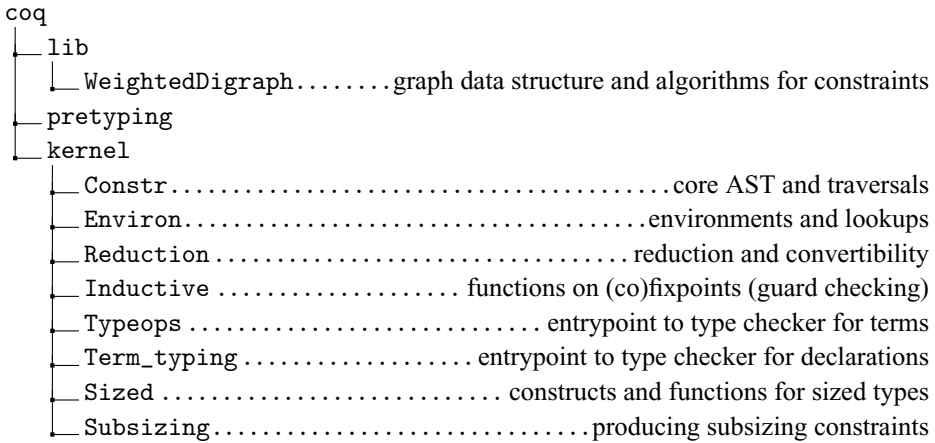 coq
lib
WeightedDigraph........graph data structure and algorithms for constraints
pretyping
kernel
Constr............................................core AST and traversals
Environ.........................................environments and lookups
Reduction ....................................reduction and convertibility
Inductive ..................... functions on (co)fixpoints (guard checking)
Typeops ................................ entrypoint to type checker for terms
Term_typing.....................entrypoint to type checker for declarations
Sized ............................ constructs and functions for sized types
Subsizing..................................producing subsizing constraints